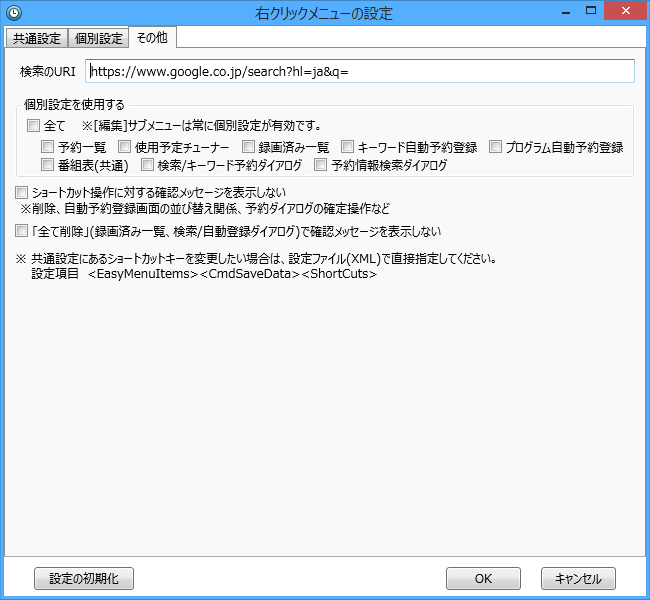 右クリックメニューの設定
共通設定 個別設定 その他
検索のURI https://www.google.co.jp/search?hl=ja&q=
個別設定を使用する
全て ※[編集]サブメニューは常に個別設定が有効です。
予約一覧 使用予定チューナー 録画済み一覧 キーワード自動予約登録 プログラム自動予約登録
番組表(共通) 検索/キーワード予約ダイアログ 予約情報検索ダイアログ
ショートカット操作に対する確認メッセージを表示しない
※削除、自動予約登録画面の並び替え関係、予約ダイアログの確定操作など
「全て削除」(録画済み一覧、検索/自動登録ダイアログ)で確認メッセージを表示しない
※ 共通設定にあるショートカットキーを変更したい場合は、設定ファイル(XML)で直接指定してください。
設定項目 <EasyMenuItems><CmdSaveData><ShortCuts>
設定の初期化 OK キャンセル